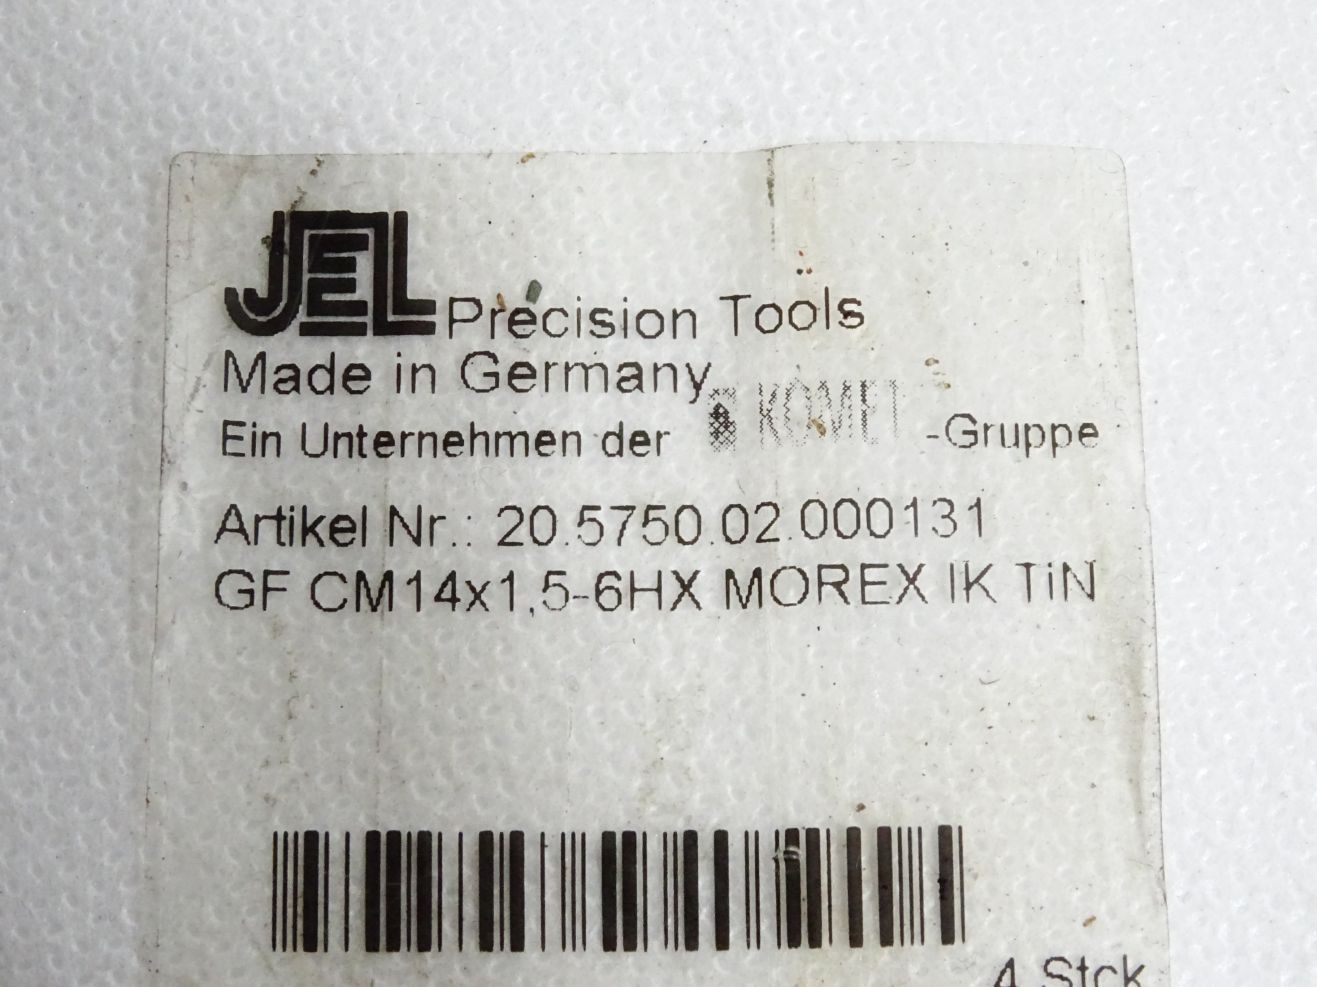 JEL Precision Tools
Made in Germany
Ein Unternehmen der KOMET -Gruppe
Artikel Nr.: 20.5750.02.000131
GF CM14x1,5-6HX MOREX IK TiN
4 Stck